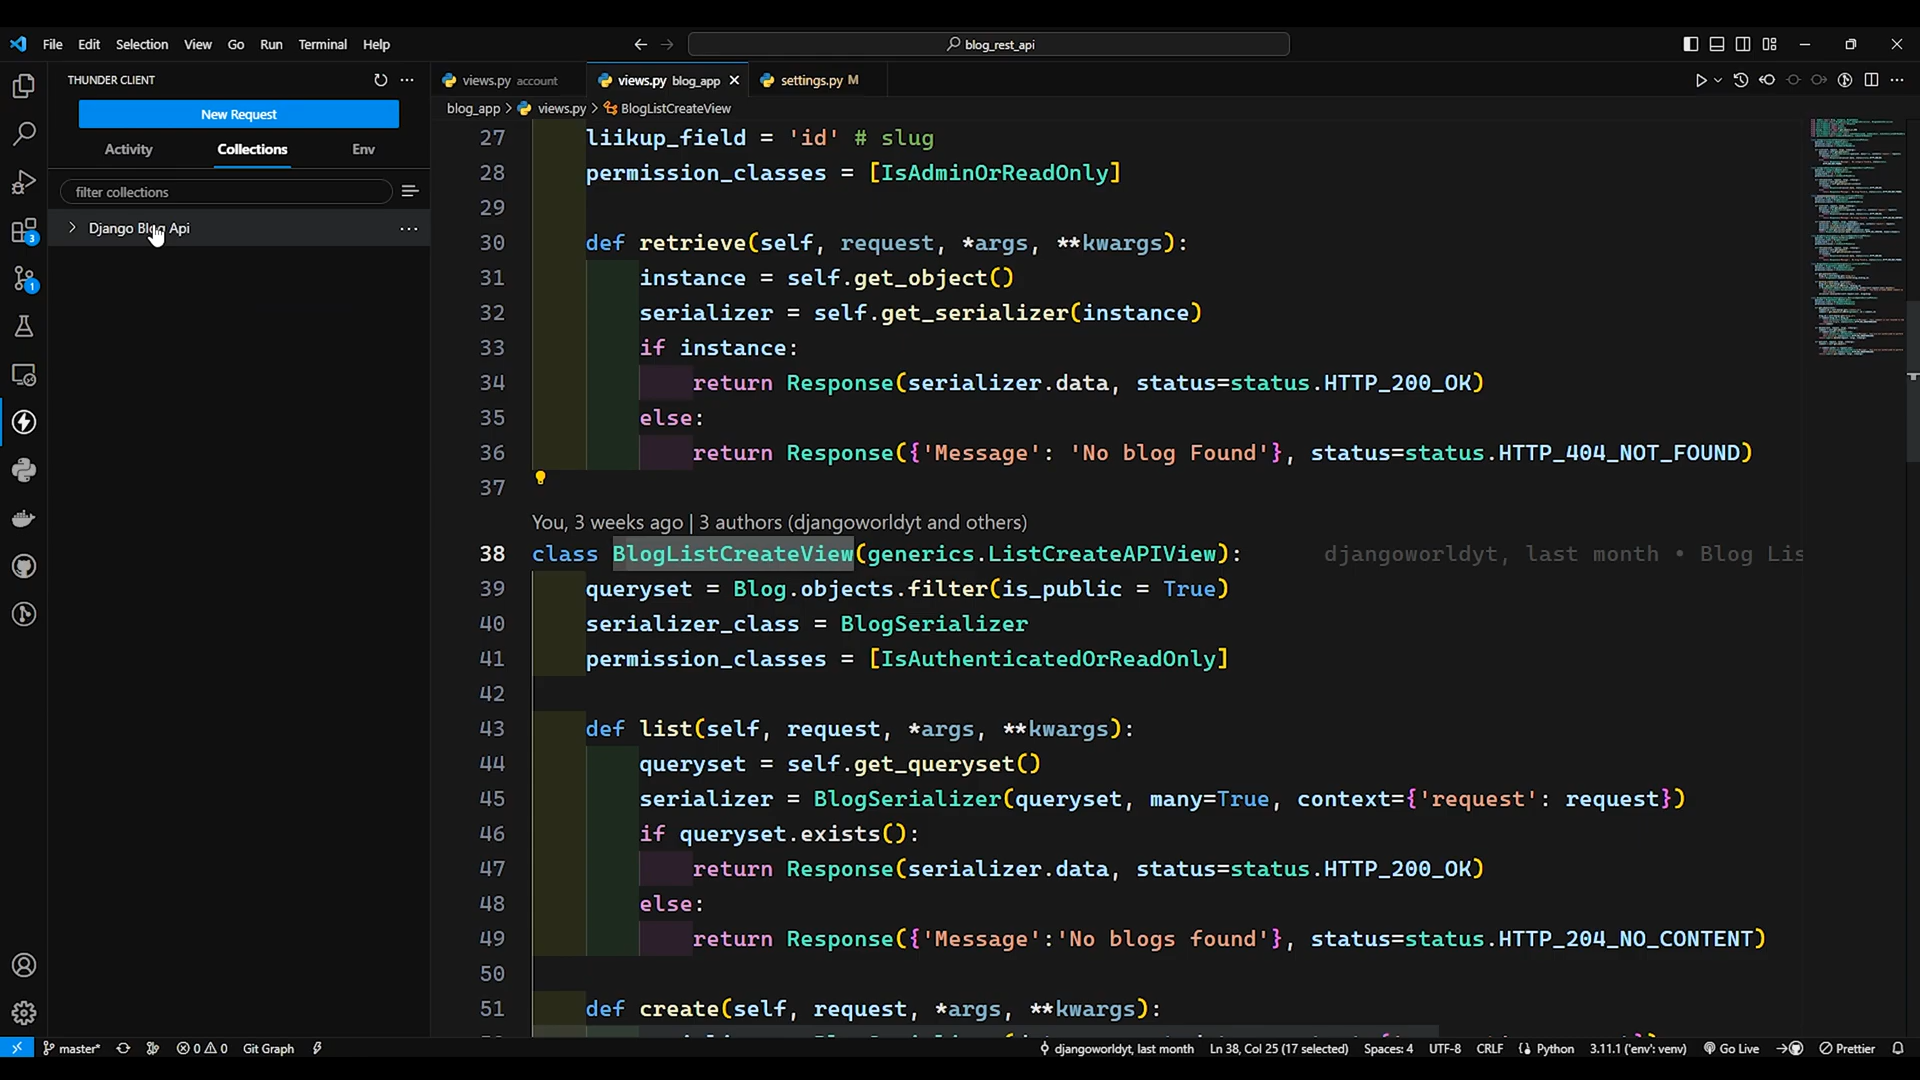 File Edit Selection View Go Run Terminal Help
blog_rest_api
THUNDER CLIENT
New Request
Activity Collections Env
filter collections
Django Blog Api
3
1
views.py account
views.py blog_app
settings.py M
blog_app > views.py > BlogListCreateView
27 liikup_field = 'id' # slug
28 permission_classes = [IsAdminOrReadOnly]
29
30 def retrieve(self, request, *args, **kwargs):
31 instance = self.get_object()
32 serializer = self.get_serializer(instance)
33 if instance:
34 return Response(serializer.data, status=status.HTTP_200_OK)
35 else:
36 return Response({'Message': 'No blog Found'}, status=status.HTTP_404_NOT_FOUND)
37
You, 3 weeks ago | 3 authors (djangoworldyt and others)
38 class BlogListCreateView(generics.ListCreateAPIView): djangoworldyt, last month • Blog Lis
39 queryset = Blog.objects.filter(is_public = True)
40 serializer_class = BlogSerializer
41 permission_classes = [IsAuthenticatedOrReadOnly]
42
43 def list(self, request, *args, **kwargs):
44 queryset = self.get_queryset()
45 serializer = BlogSerializer(queryset, many=True, context={'request': request})
46 if queryset.exists():
47 return Response(serializer.data, status=status.HTTP_200_OK)
48 else:
49 return Response({'Message':'No blogs found'}, status=status.HTTP_204_NO_CONTENT)
50
51 def create(self, request, *args, **kwargs):
master* 0 0 Git Graph djangoworldyt, last month Ln 38, Col 25 (17 selected) Spaces: 4 UTF-8 CRLF Python 3.11.1 ('env': venv) Go Live Prettier